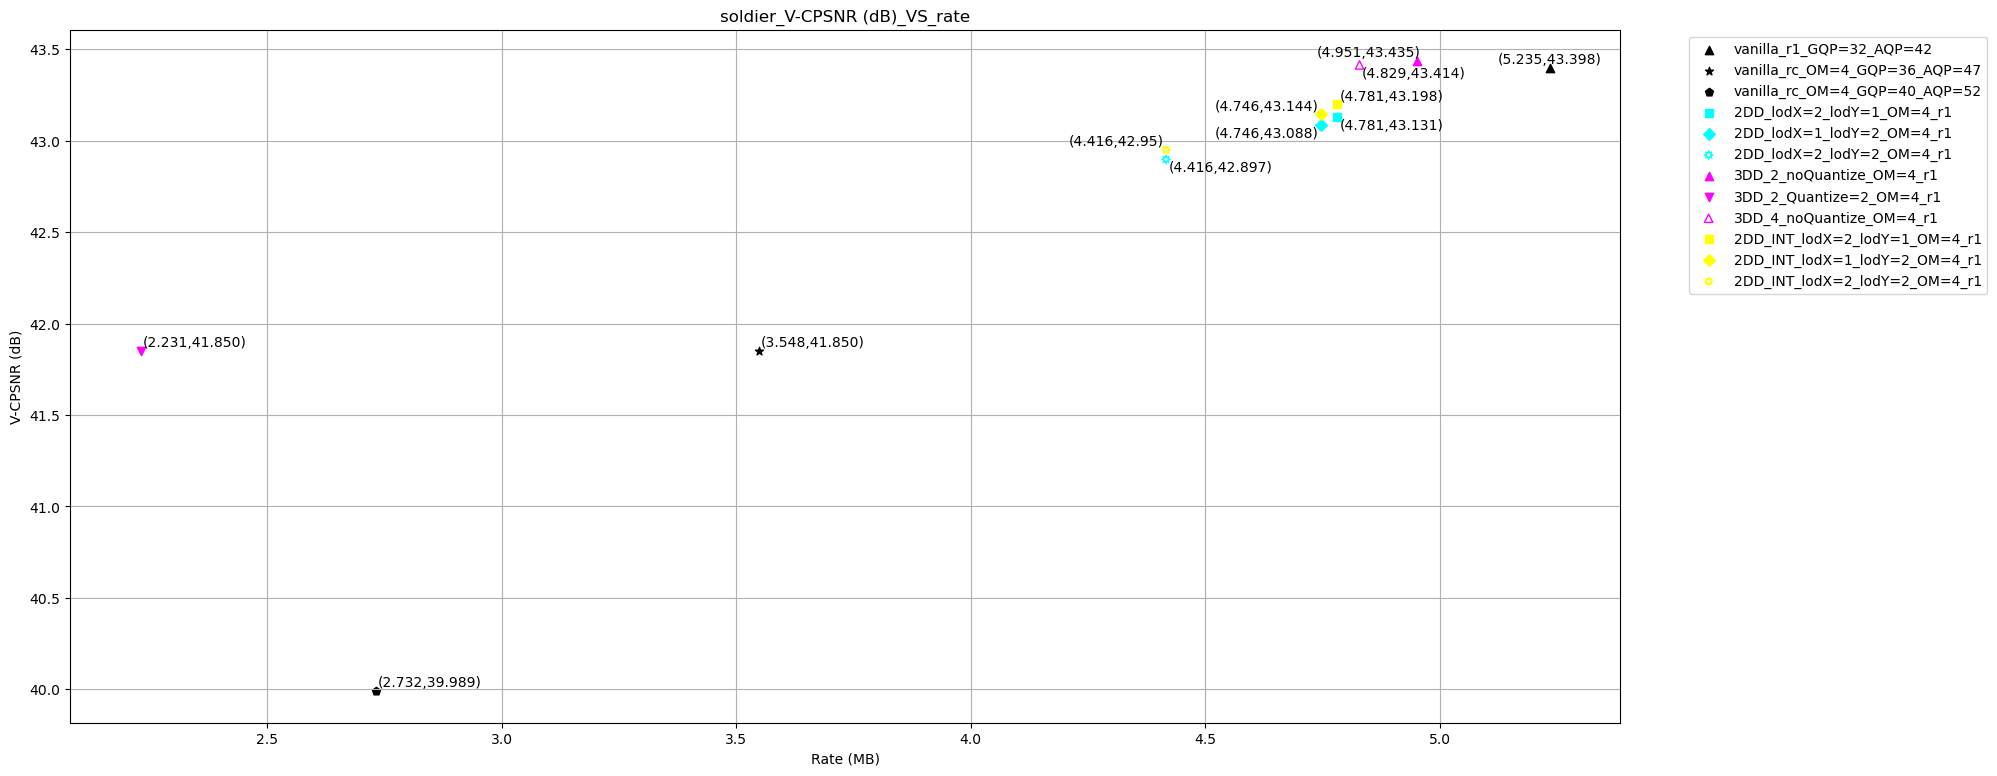 soldier_V-CPSNR (dB)_VS_rate
43.5
43.0
42.5
42.0
41.5
41.0
40.5
40.0
V-CPSNR (dB)
(4.951,43.435)
(5.235,43.398)
(4.829,43.414)
(4.781,43.198)
(4.746,43.144)
(4.781,43.131)
(4.746,43.088)
(4.416,42.95)
(4.416,42.897)
(2.231,41.850)
(3.548,41.850)
(2.732,39.989)
2.5
3.0
3.5
4.0
4.5
5.0
Rate (MB)
vanilla_r1_GQP=32_AQP=42
vanilla_rc_OM=4_GQP=36_AQP=47
vanilla_rc_OM=4_GQP=40_AQP=52
2DD_lodX=2_lodY=1_OM=4_r1
2DD_lodX=1_lodY=2_OM=4_r1
2DD_lodX=2_lodY=2_OM=4_r1
3DD_2_noQuantize_OM=4_r1
3DD_2_Quantize=2_OM=4_r1
3DD_4_noQuantize_OM=4_r1
2DD_INT_lodX=2_lodY=1_OM=4_r1
2DD_INT_lodX=1_lodY=2_OM=4_r1
2DD_INT_lodX=2_lodY=2_OM=4_r1